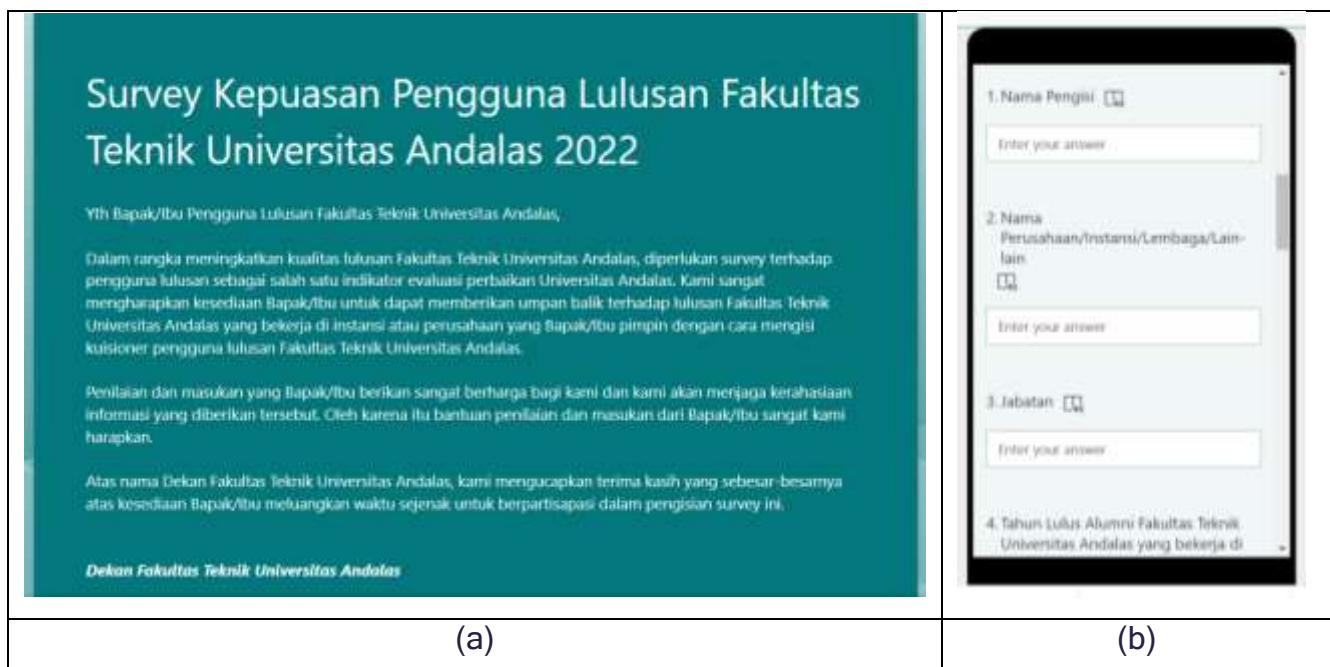 Survey Kepuasan Pengguna Lulusan Fakultas
Teknik Universitas Andalas 2022
Yth Bapak/Ibu Pengguna Lulusan Fakultas Teknik Universitas Andalas,
Dalam rangka meningkatkan kualitas lulusan Fakultas Teknik Universitas Andalas, diperlukan survey terhadap
pengguna lulusan sebagai salah satu indikator evaluasi perbaikan Universitas Andalas. Kami sangat
mengharapkan kesediaan Bapak/Ibu untuk dapat memberikan umpan balik terhadap lulusan Fakultas Teknik
Universitas Andalas yang bekerja di instansi atau perusahaan yang Bapak/Ibu pimpin dengan cara mengisi
kuisioner pengguna lulusan Fakultas Teknik Universitas Andalas.
Penilaian dan masukan yang Bapak/Ibu berikan sangat berharga bagi kami dan kami akan menjaga kerahasiaan
informasi yang diberikan tersebut. Oleh karena itu bantuan penilaian dan masukan dari Bapak/Ibu sangat kami
harapkan.
Atas nama Dekan Fakultas Teknik Universitas Andalas, kami mengucapkan terima kasih yang sebesar-besarnya
atas kesediaan Bapak/Ibu meluangkan waktu sejenak untuk berpartisapasi dalam pengisian survey ini.
Dekan Fakultas Teknik Universitas Andalas
(a)
1. Nama Pengisi
Enter your answer
2. Nama
Perusahaan/Instansi/Lembaga/Lain-
lain
Enter your answer
3. Jabatan
Enter your answer
4. Tahun Lulus Alumni Fakultas Teknik
Universitas Andalas yang bekerja di
(b)